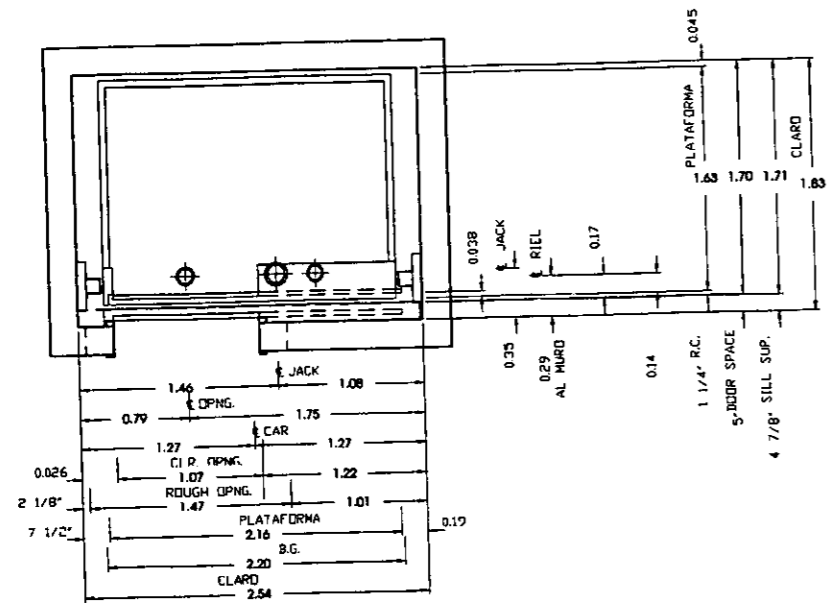 0.045
PLATAFORMA
CLARO
1.63 1.70 1.71 1.83
0.038
℄ JACK
℄ RIEL
0.17
0.35
0.29
AL MURO
0.14
1 1/4" R.C.
5" DOOR SPACE
4 7/8" SILL SUP.
℄ JACK
1.46 1.08
℄ OPNG.
0.79 1.75
℄ CAR
1.27 1.27
CLR. OPNG.
0.026 1.07 1.22
ROUGH OPNG.
2 1/8" 1.47 1.01
PLATAFORMA
7 1/2" 2.16 0.19
B.G.
2.20
CLARO
2.54